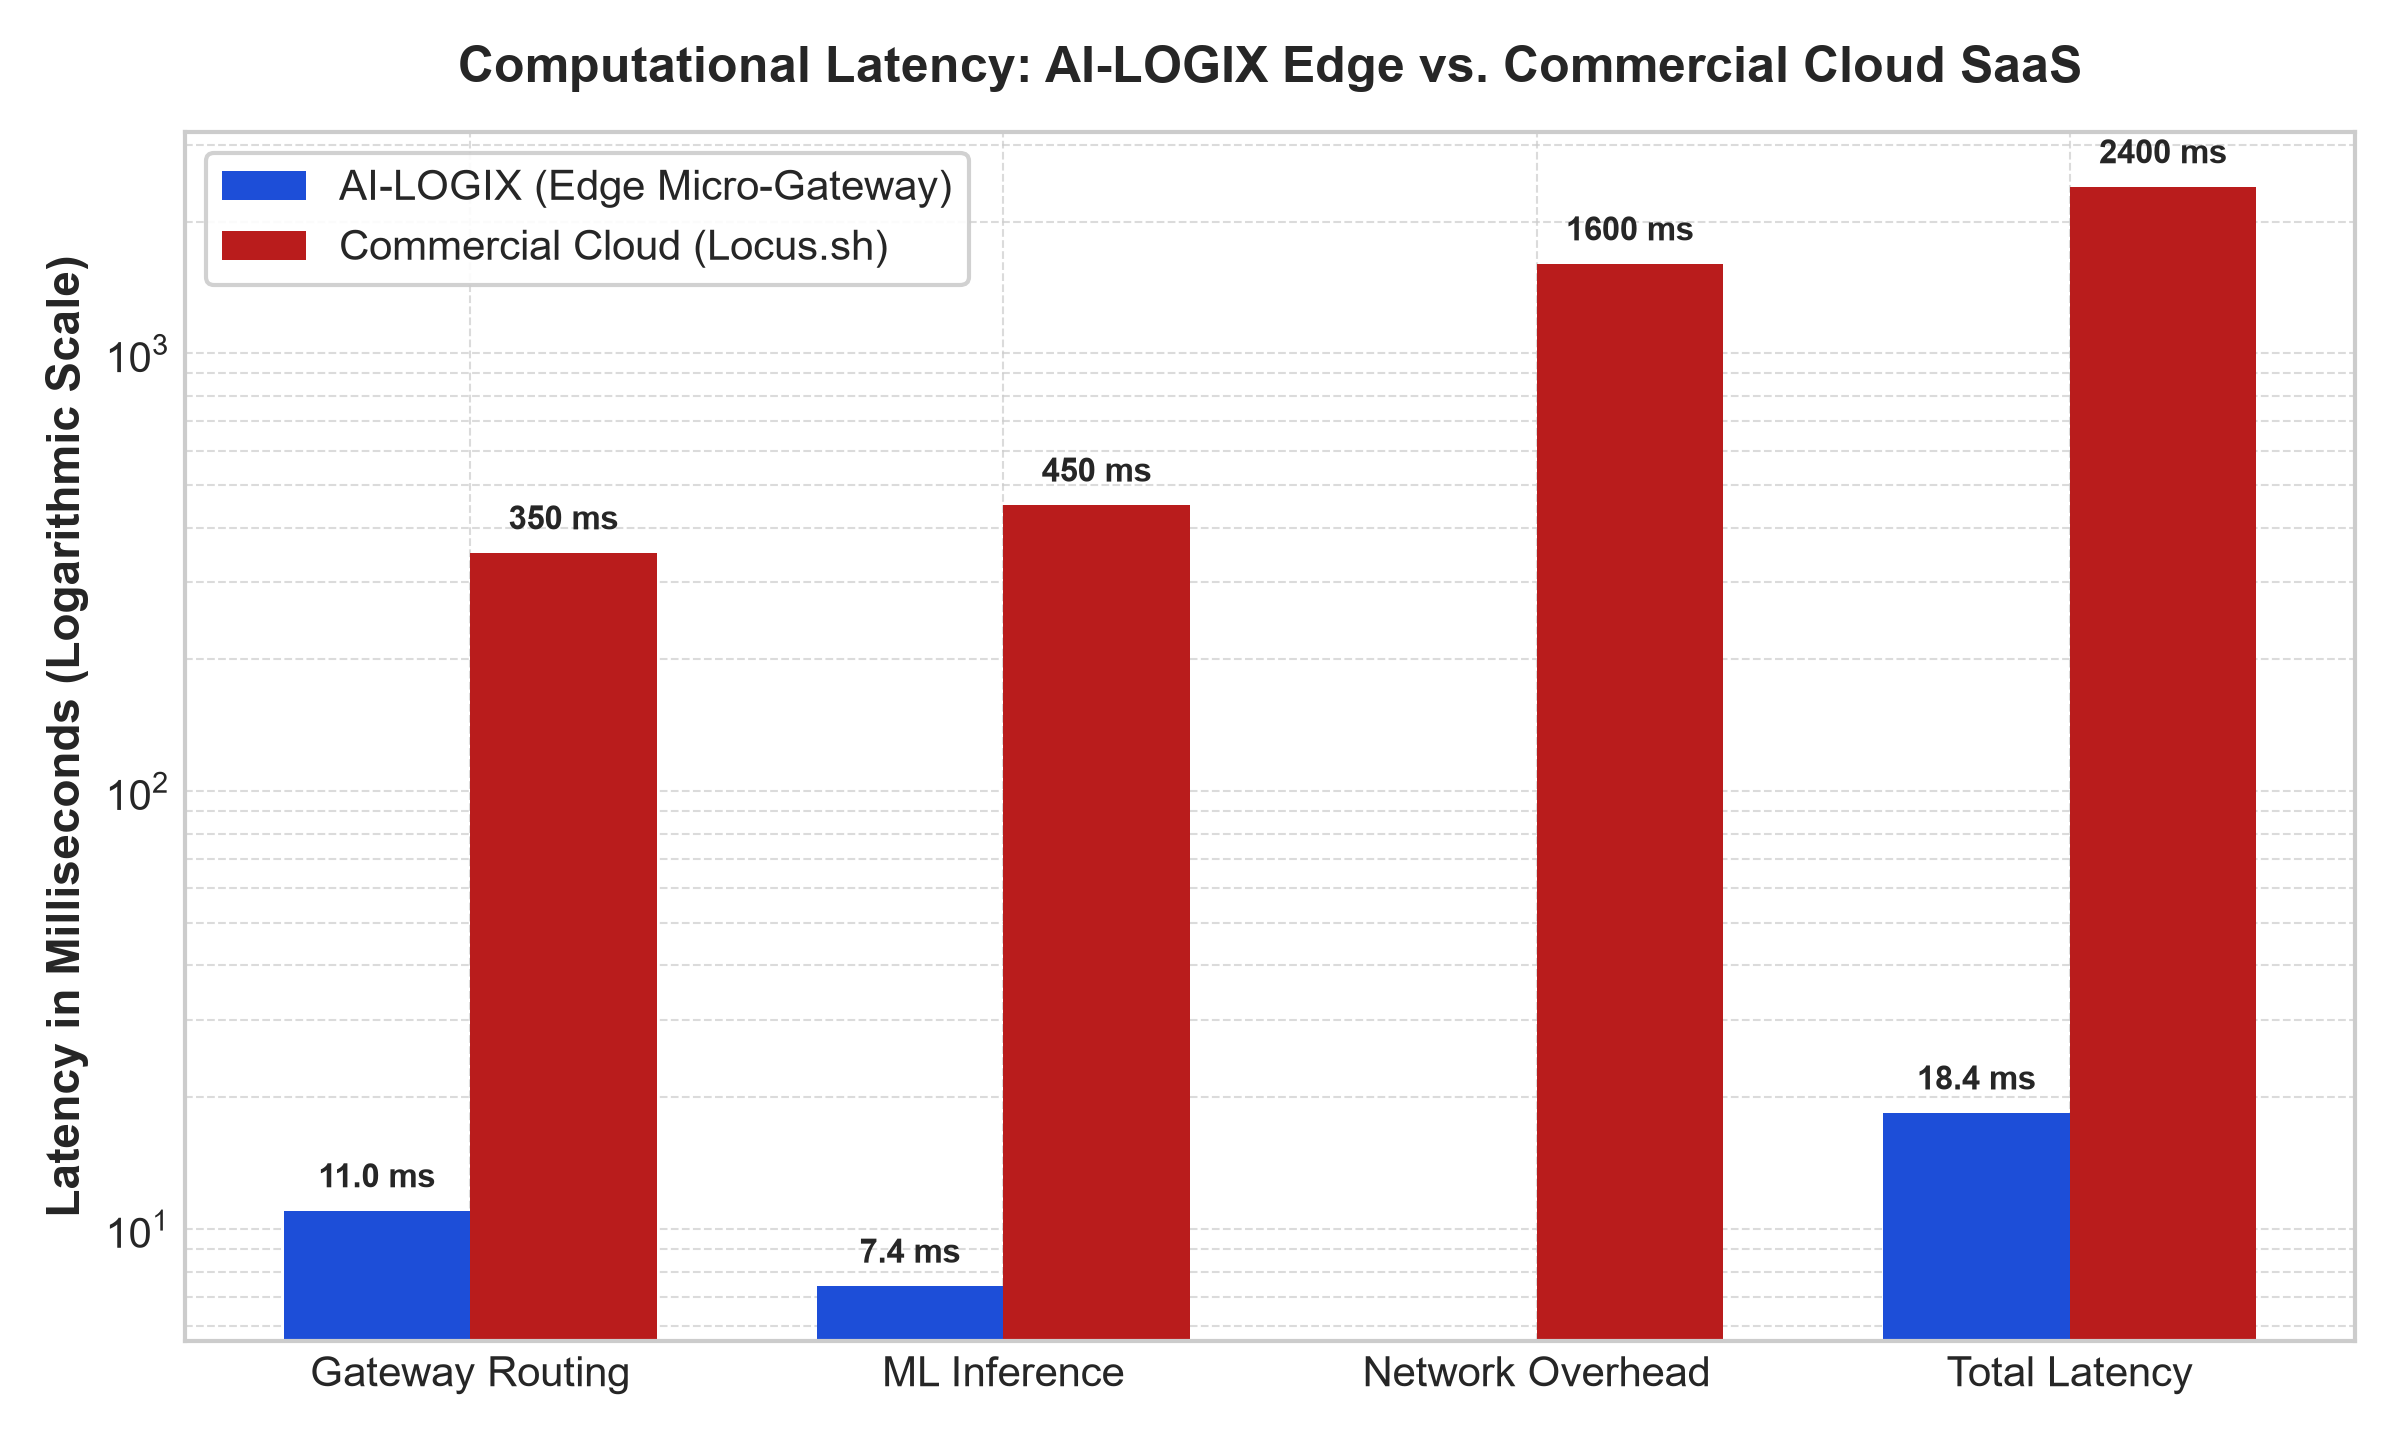 Computational Latency: AI-LOGIX Edge vs. Commercial Cloud SaaS
AI-LOGIX (Edge Micro-Gateway)
Commercial Cloud (Locus.sh)
Latency in Milliseconds (Logarithmic Scale)
10³
10²
10¹
11.0 ms
350 ms
7.4 ms
450 ms
1600 ms
18.4 ms
2400 ms
Gateway Routing
ML Inference
Network Overhead
Total Latency